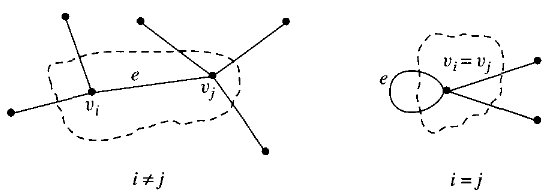 e
v_i
v_j
i ≠ j
e
v_i = v_j
i = j